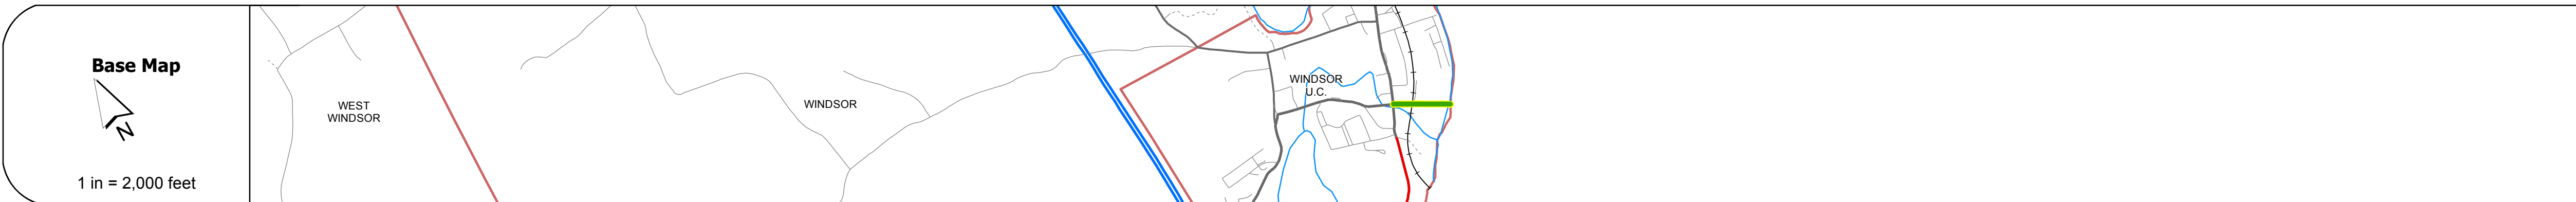 Base Map
N
1 in = 2,000 feet
WEST
WINDSOR
WINDSOR
WINDSOR
U.C.